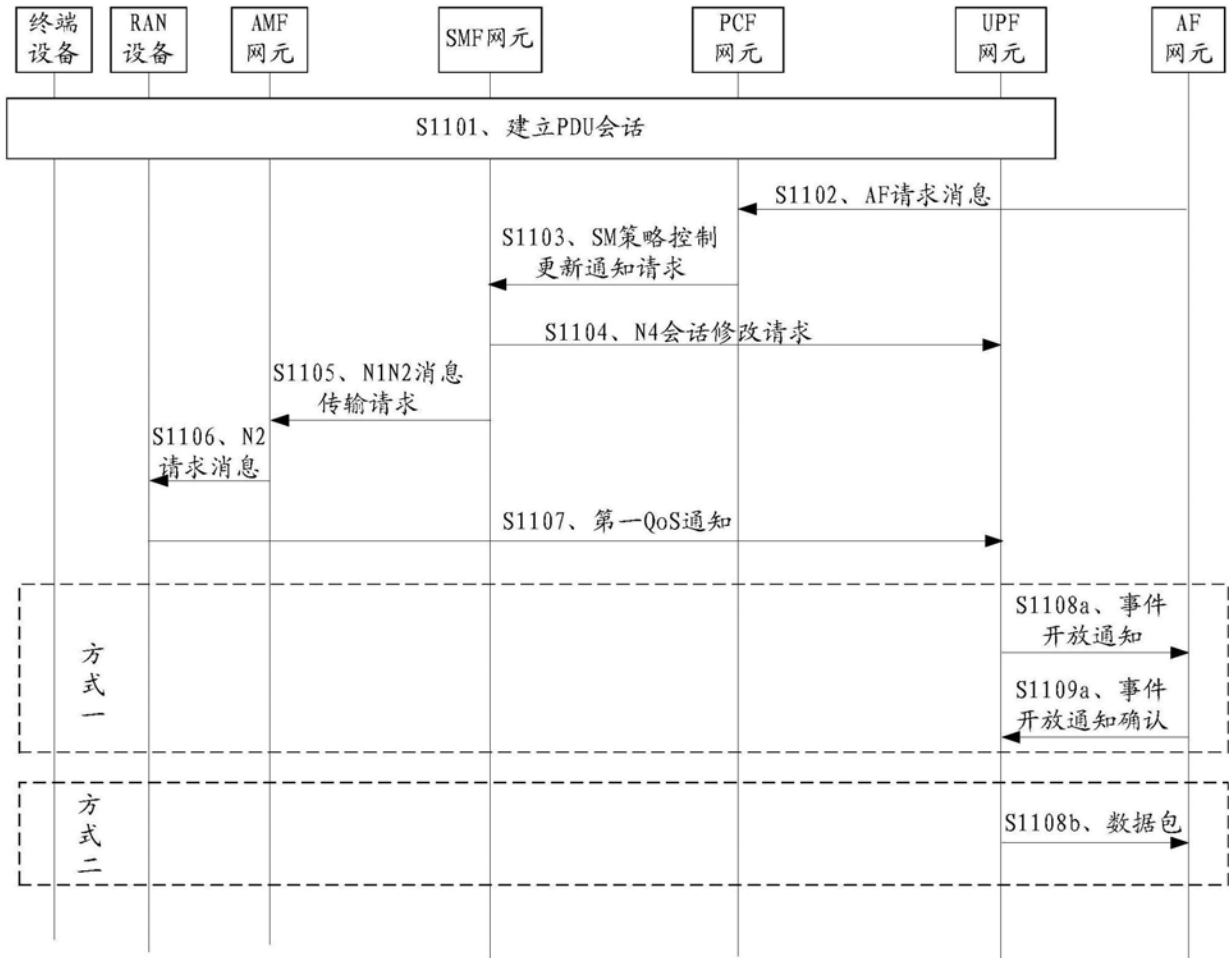 终端
设备
RAN
设备
AMF
网元
SMF网元
PCF
网元
UPF
网元
AF
网元
S1101、建立PDU会话
S1102、AF请求消息
S1103、SM策略控制
更新通知请求
S1104、N4会话修改请求
S1105、N1N2消息
传输请求
S1106、N2
请求消息
S1107、第一QoS通知
方
式
一
S1108a、事件
开放通知
S1109a、事件
开放通知确认
方
式
二
S1108b、数据包